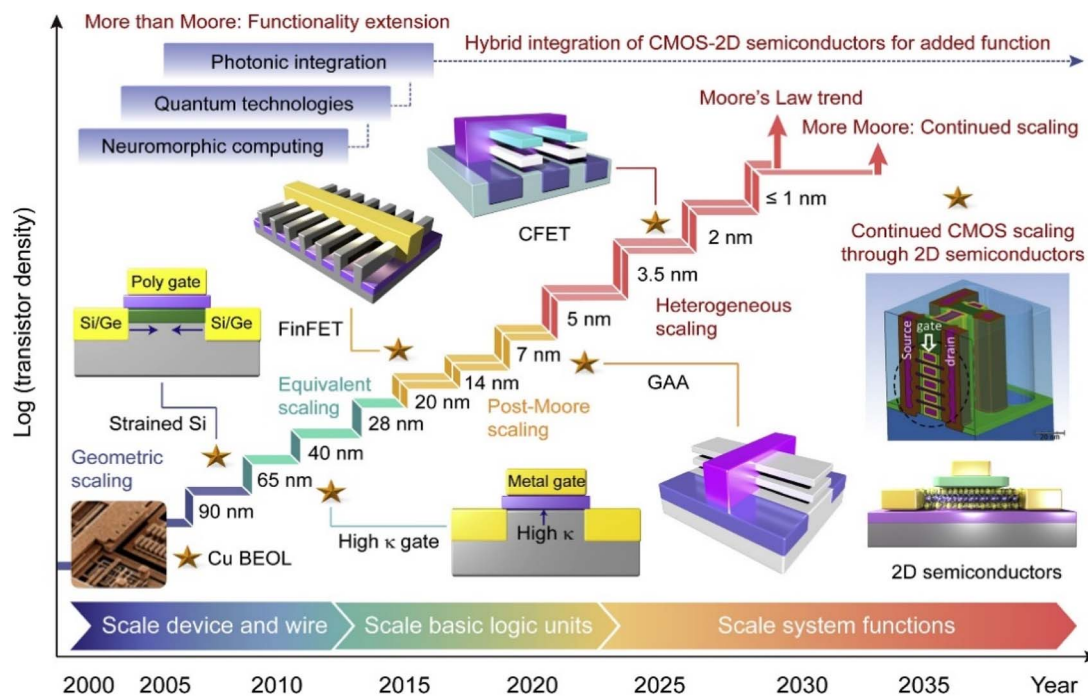 More than Moore: Functionality extension
Hybrid integration of CMOS-2D semiconductors for added function
Photonic integration
Quantum technologies
Neuromorphic computing
Moore's Law trend
More Moore: Continued scaling
≤ 1 nm
2 nm
CFET
3.5 nm
Continued CMOS scaling
through 2D semiconductors
Heterogeneous
scaling
5 nm
Poly gate
Si/Ge
Si/Ge
FinFET
7 nm
GAA
Source
gate
drain
20 nm
14 nm
20 nm
Equivalent
scaling
Post-Moore
scaling
28 nm
Strained Si
40 nm
Geometric
scaling
65 nm
90 nm
Metal gate
High κ
High κ gate
Cu BEOL
2D semiconductors
Log (transistor density)
Scale device and wire
Scale basic logic units
Scale system functions
2000 2005 2010 2015 2020 2025 2030 2035 Year